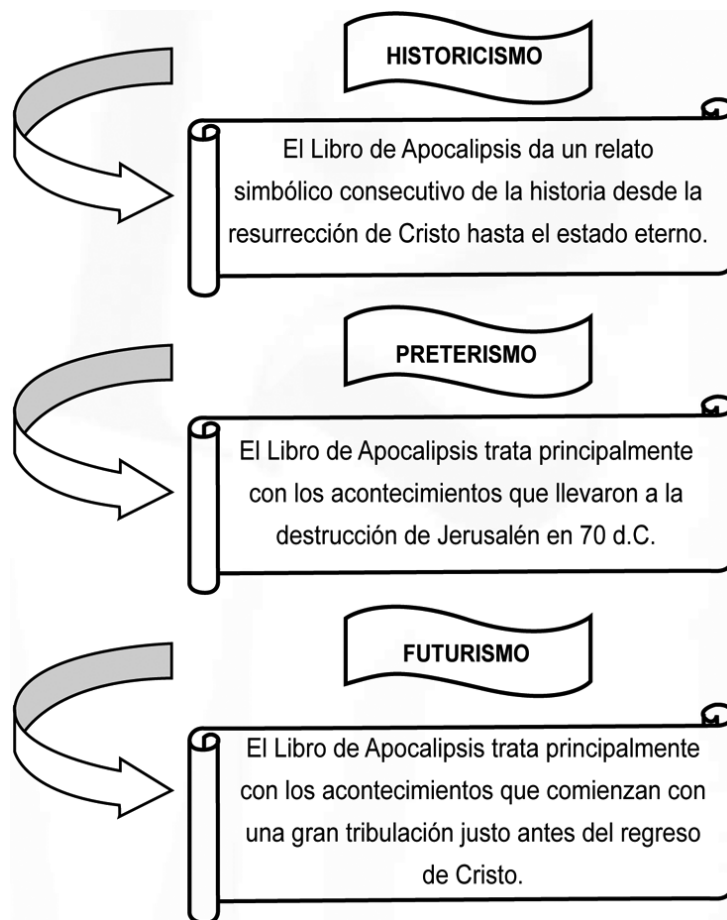 HISTORICISMO
El Libro de Apocalipsis da un relato
simbólico consecutivo de la historia desde la
resurrección de Cristo hasta el estado eterno.
PRETERISMO
El Libro de Apocalipsis trata principalmente
con los acontecimientos que llevaron a la
destrucción de Jerusalén en 70 d.C.
FUTURISMO
El Libro de Apocalipsis trata principalmente
con los acontecimientos que comienzan con
una gran tribulación justo antes del regreso
de Cristo.